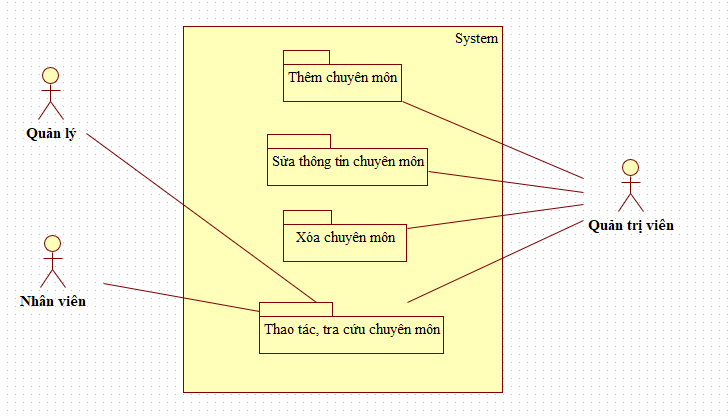 System
Thêm chuyên môn
Quản lý
Sửa thông tin chuyên môn
Quản trị viên
Xóa chuyên môn
Nhân viên
Thao tác, tra cứu chuyên môn